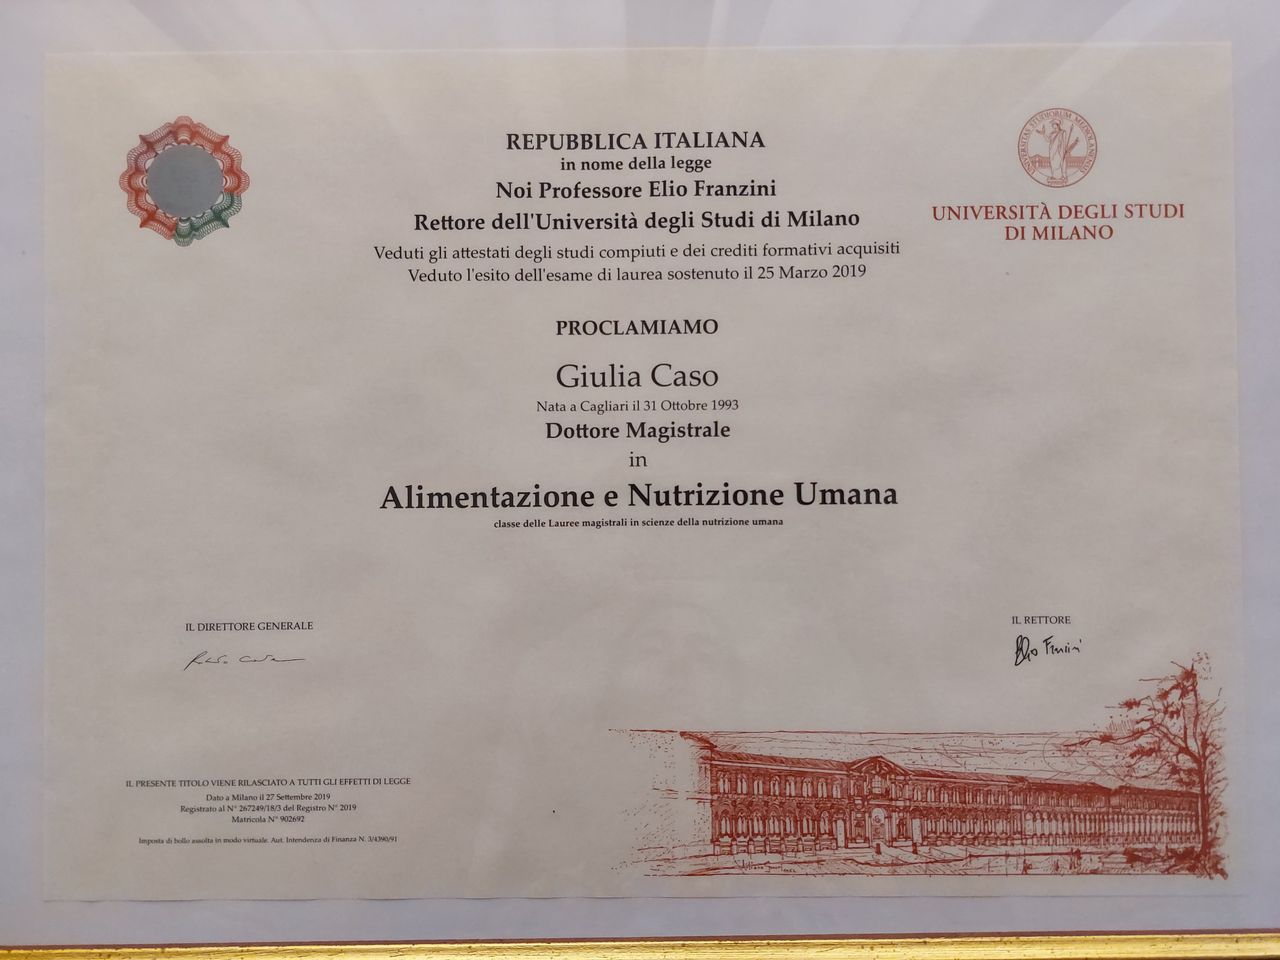 REPUBBLICA ITALIANA
in nome della legge
Noi Professore Elio Franzini
Rettore dell'Università degli Studi di Milano
Veduti gli attestati degli studi compiuti e dei crediti formativi acquisiti
Veduto l'esito dell'esame di laurea sostenuto il 25 Marzo 2019
UNIVERSITÀ DEGLI STUDI
DI MILANO
PROCLAMIAMO
Giulia Caso
Nata a Cagliari il 31 Ottobre 1993
Dottore Magistrale
in
Alimentazione e Nutrizione Umana
classe delle Lauree magistrali in scienze della nutrizione umana
IL DIRETTORE GENERALE
IL RETTORE
Elio Franzini
IL PRESENTE TITOLO VIENE RILASCIATO A TUTTI GLI EFFETTI DI LEGGE
Dato a Milano il 27 Settembre 2019
Registrato al N° 267249/18/3 del Registro N° 2019
Matricola N° 902692
Imposta di bollo assolta in modo virtuale. Aut. Intendenza di Finanza N. 3/4390/91